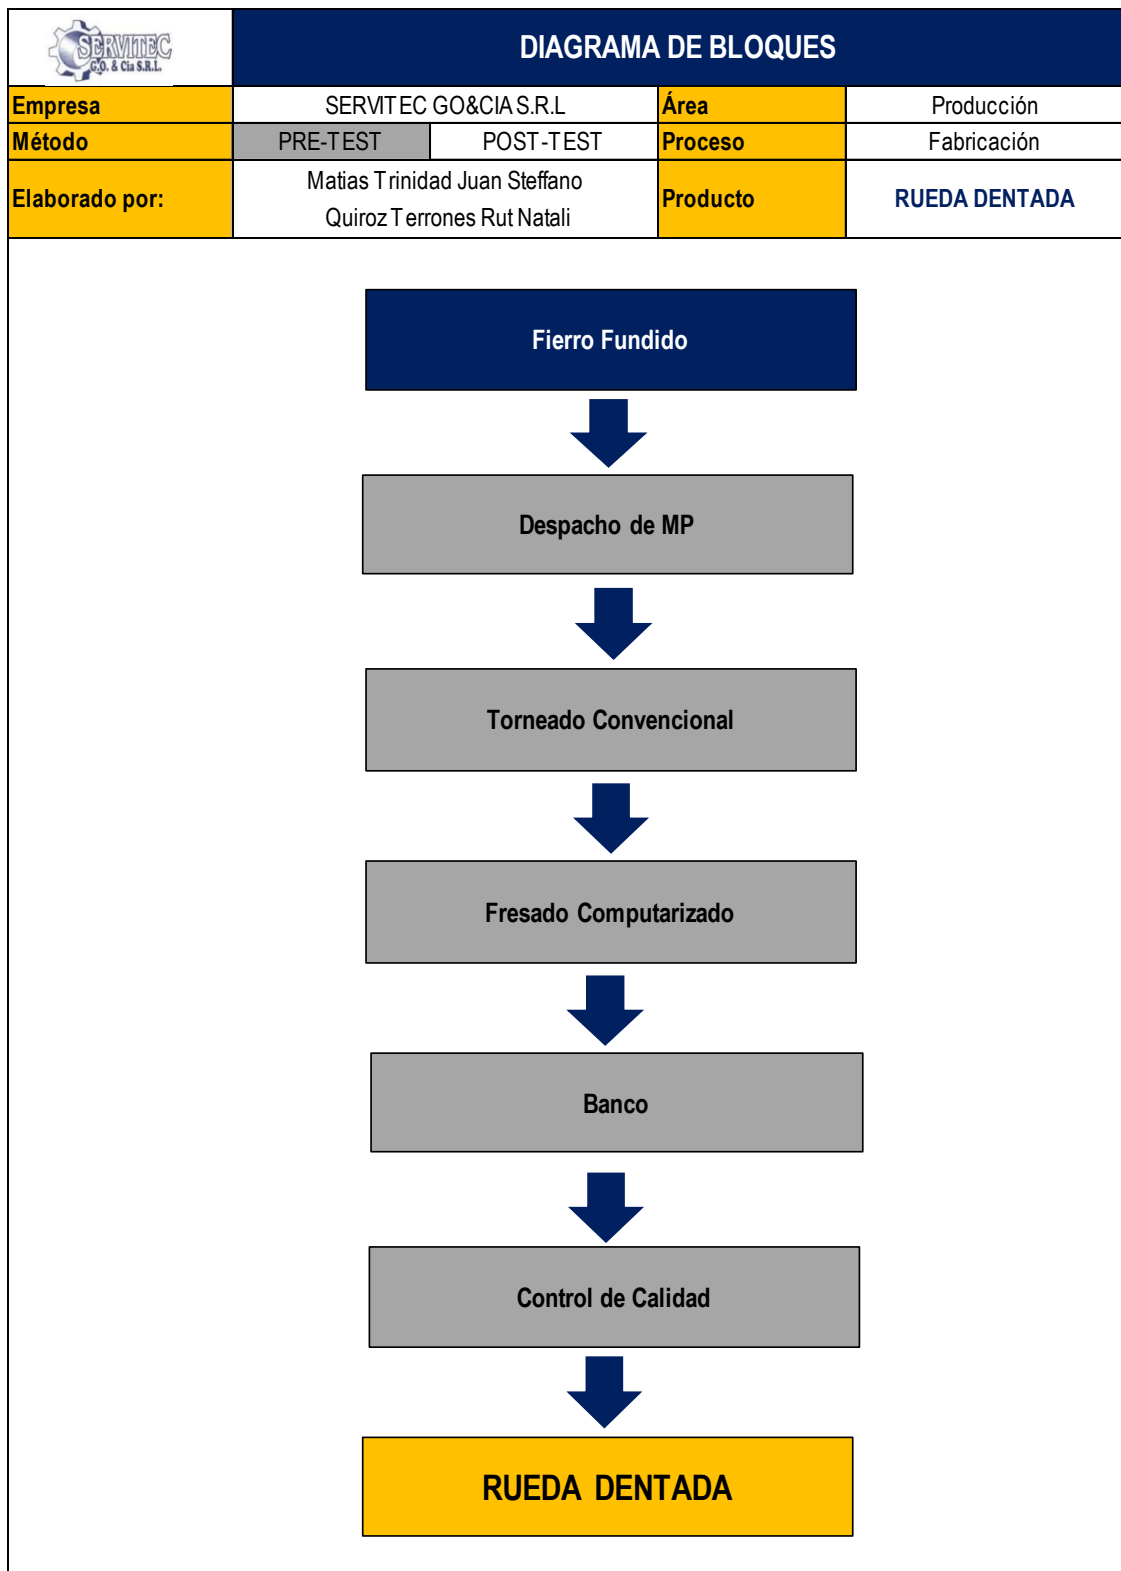 SERVITEC
G.O. & Cia S.R.L.
DIAGRAMA DE BLOQUES
Empresa SERVITEC GO&CIA S.R.L Área Producción
Método PRE-TEST POST-TEST Proceso Fabricación
Elaborado por: Matias Trinidad Juan Steffano
Quiroz Terrones Rut Natali
Producto RUEDA DENTADA
Fierro Fundido
Despacho de MP
Torneado Convencional
Fresado Computarizado
Banco
Control de Calidad
RUEDA DENTADA